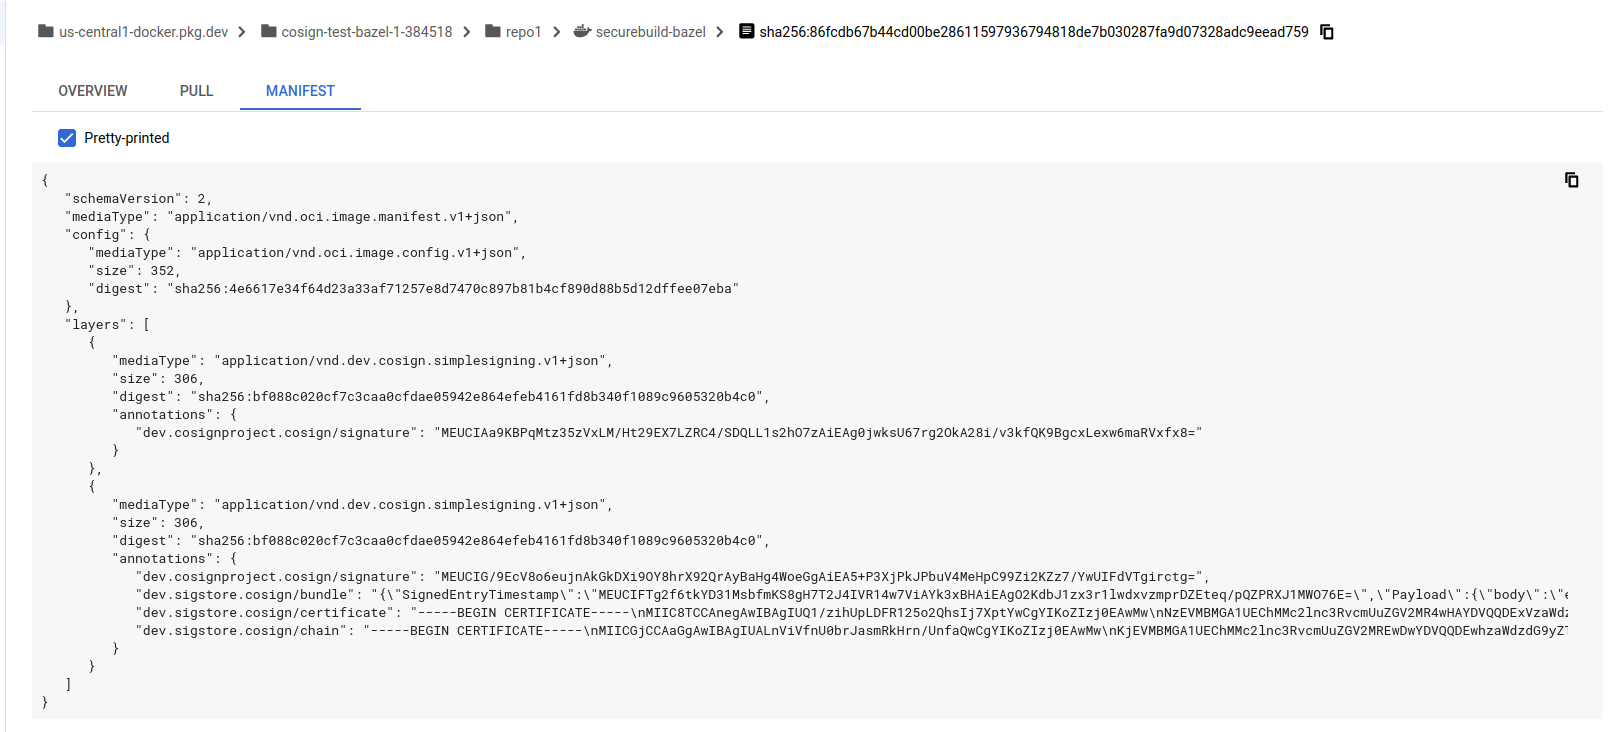 us-central1-docker.pkg.dev > cosign-test-bazel-1-384518 > repo1 > securebuild-bazel > sha256:86fcdb67b44cd00be28611597936794818de7b030287fa9d07328adc9eead759
OVERVIEW PULL MANIFEST
Pretty-printed
{
"schemaVersion": 2,
"mediaType": "application/vnd.oci.image.manifest.v1+json",
"config": {
"mediaType": "application/vnd.oci.image.config.v1+json",
"size": 352,
"digest": "sha256:4e6617e34f64d23a33af71257e8d7470c897b81b4cf890d88b5d12dffee07eba"
},
"layers": [
{
"mediaType": "application/vnd.dev.cosign.simplesigning.v1+json",
"size": 306,
"digest": "sha256:bf088c020cf7c3caa0cfdae05942e864efeb4161fd8b340f1089c9605320b4c0",
"annotations": {
"dev.cosignproject.cosign/signature": "MEUCIAa9KBPqMtz35zVxLM/Ht29EX7LZRC4/SDQLL1s2hO7zAiEAg0jwksU67rg2OkA28i/v3kfQK9BgcxLexw6maRVxfx8="
}
},
{
"mediaType": "application/vnd.dev.cosign.simplesigning.v1+json",
"size": 306,
"digest": "sha256:bf088c020cf7c3caa0cfdae05942e864efeb4161fd8b340f1089c9605320b4c0",
"annotations": {
"dev.cosignproject.cosign/signature": "MEUCIG/9EcV8o6eujnAkGkDXi9OY8hrX92QrAyBaHg4WoeGgAiEA5+P3XjPkJPbuV4MeHpC99Zi2KZz7/YwUIFdVTgirctg=",
"dev.sigstore.cosign/bundle": "{\"SignedEntryTimestamp\":\"MEUCIFTg2f6tkYD31MsbfmKS8gH7T2J4IVR14w7ViAYk3xBHAiEAgO2KdbJ1zx3r1lwdxvzmprDZEteq/pQZPRXJ1MWO76E=\",\"Payload\":{\"body\":\"e
"dev.sigstore.cosign/certificate": "-----BEGIN CERTIFICATE-----\nMIIC8TCCAnegAwIBAgIUQ1/zihUpLDFR125o2QhsIj7XptYwCgYIKoZIzj0EAwMw\nNzEVMBMGA1UEChMMc2lnc3RvcmUuZGV2MR4wHAYDVQQDExVzaWdz
"dev.sigstore.cosign/chain": "-----BEGIN CERTIFICATE-----\nMIICGjCCAaGgAwIBAgIUALnViVfnU0brJasmRkHrn/UnfaQwCgYIKoZIzj0EAwMw\nKjEVMBMGA1UEChMMc2lnc3RvcmUuZGV2MREwDwYDVQQDEwhzaWdzdG9yZT
}
}
]
}